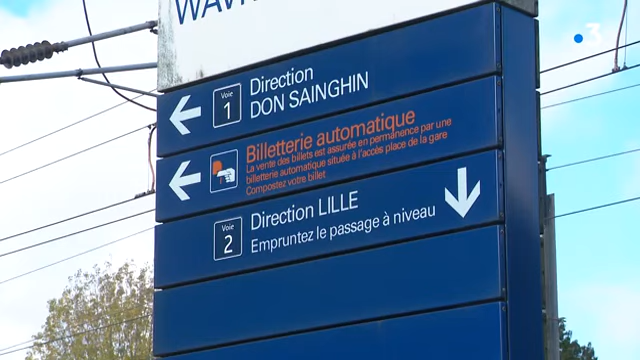 Voie
1
Direction
DON SAINGHIN
Billetterie automatique
La vente des billets est assurée en permanence par une
billetterie automatique située à l'accès place de la gare
Compostez votre billet
Voie
2
Direction LILLE
Empruntez le passage à niveau
3